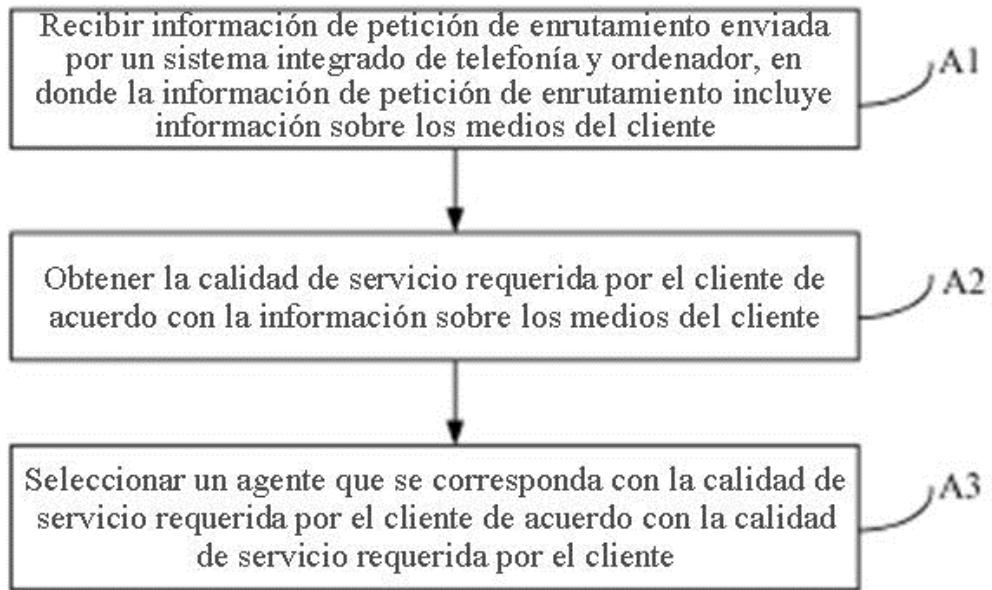 Recibir información de petición de enrutamiento enviada
por un sistema integrado de telefonía y ordenador, en
donde la información de petición de enrutamiento incluye
información sobre los medios del cliente
A1
Obtener la calidad de servicio requerida por el cliente de
acuerdo con la información sobre los medios del cliente
A2
Seleccionar un agente que se corresponda con la calidad de
servicio requerida por el cliente de acuerdo con la calidad
de servicio requerida por el cliente
A3